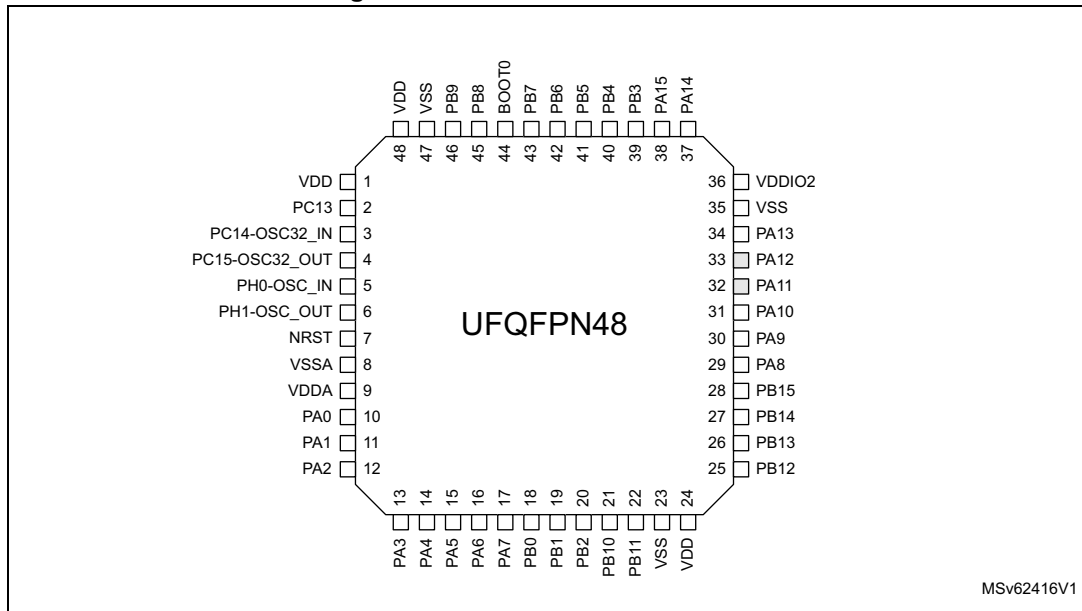 VDD VSS PB9 PB8 BOOT0 PB7 PB6 PB5 PB4 PB3 PA15 PA14
48 47 46 45 44 43 42 41 40 39 38 37
VDD 1 36 VDDIO2
PC13 2 35 VSS
PC14-OSC32_IN 3 34 PA13
PC15-OSC32_OUT 4 33 PA12
PH0-OSC_IN 5 32 PA11
PH1-OSC_OUT 6 31 PA10
UFQFPN48
NRST 7 30 PA9
VSSA 8 29 PA8
VDDA 9 28 PB15
PA0 10 27 PB14
PA1 11 26 PB13
PA2 12 25 PB12
13 14 15 16 17 18 19 20 21 22 23 24
PA3 PA4 PA5 PA6 PA7 PB0 PB1 PB2 PB10 PB11 VSS VDD
MSv62416V1